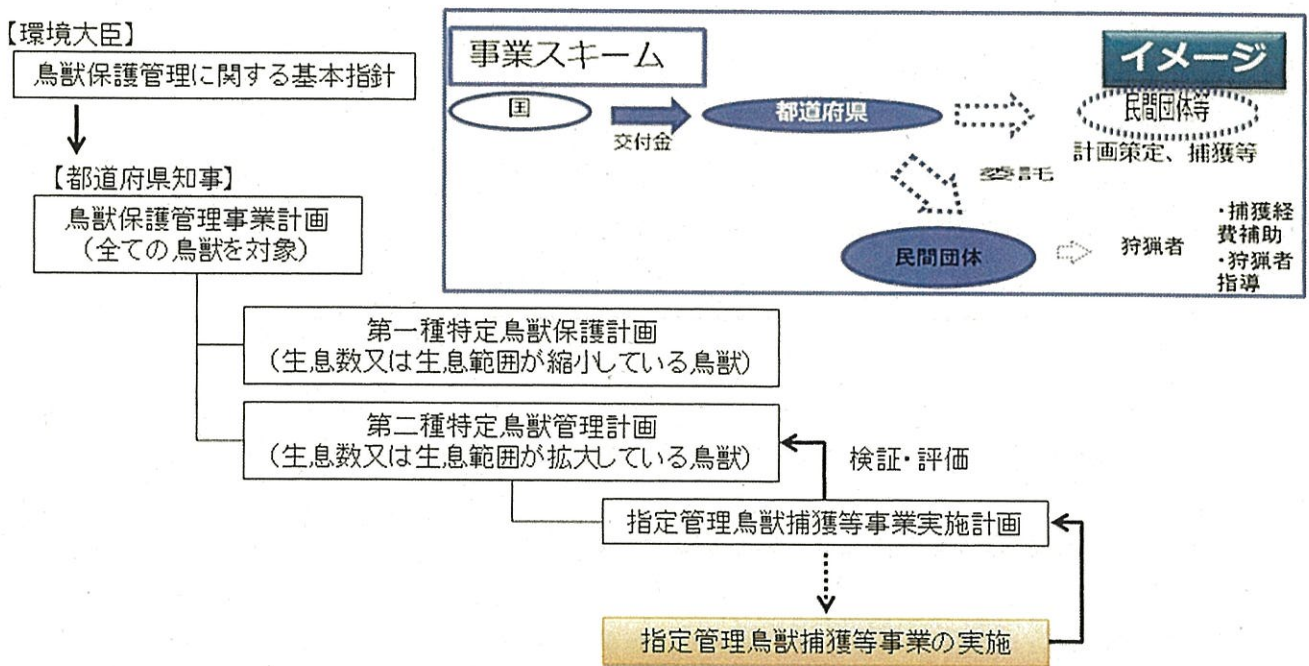 【環境大臣】
鳥獣保護管理に関する基本指針
【都道府県知事】
鳥獣保護管理事業計画
(全ての鳥獣を対象)
第一種特定鳥獣保護計画
(生息数又は生息範囲が縮小している鳥獣)
第二種特定鳥獣管理計画
(生息数又は生息範囲が拡大している鳥獣)
検証・評価
指定管理鳥獣捕獲等事業実施計画
指定管理鳥獣捕獲等事業の実施
事業スキーム
イメージ
国
交付金
都道府県
民間団体等
計画策定、捕獲等
委託
民間団体
狩猟者
・捕獲経
費補助
・狩猟者
指導